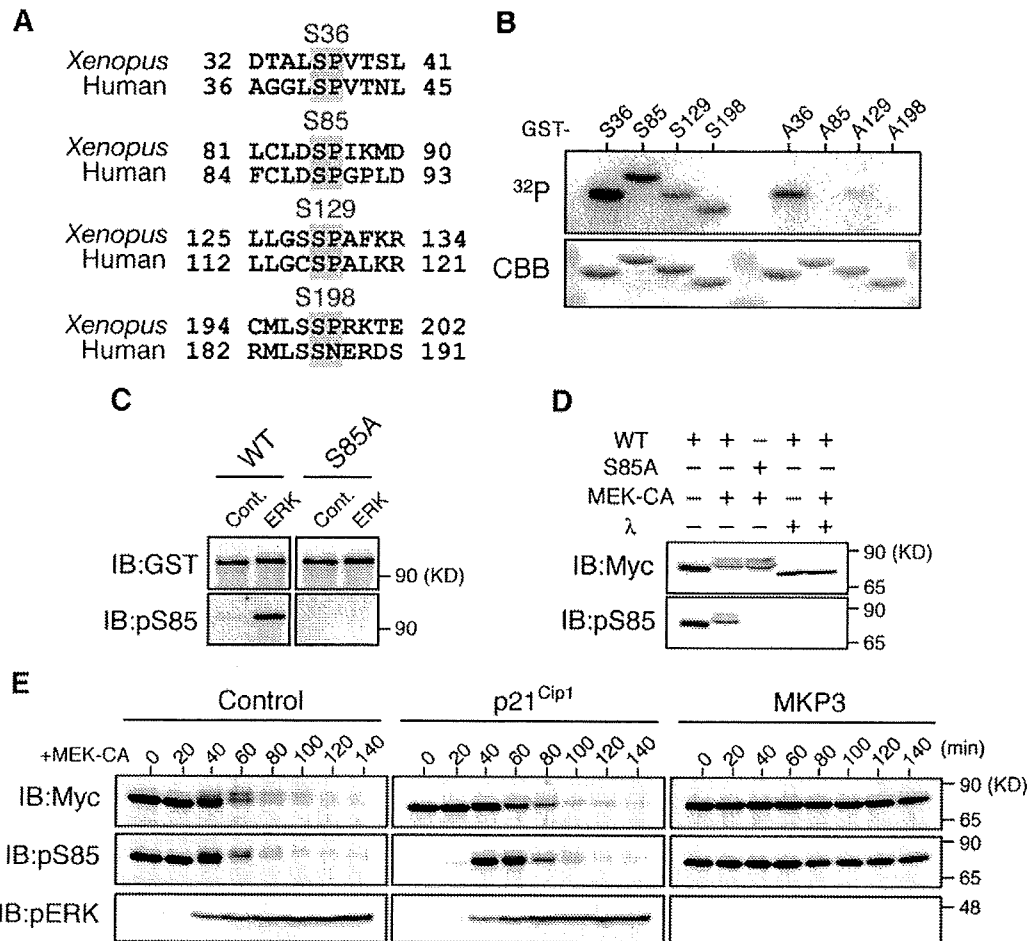 A
S36
Xenopus 32 DTALSPVTSL 41
Human 36 AGGLSPVTNL 45
S85
Xenopus 81 LCLDSPIKMD 90
Human 84 FCLDSPGPLD 93
S129
Xenopus 125 LLGSSPAFKR 134
Human 112 LLGCSPALKR 121
S198
Xenopus 194 CMLSSPRKTE 202
Human 182 RMLSSNERDS 191
B
GST- S36 S85 S129 S198 A36 A85 A129 A198
32P
CBB
C
WT S85A
Cont. ERK Cont. ERK
IB:GST 90 (KD)
IB:pS85 90
D
WT + + − + +
S85A − − + − −
MEK-CA − + + − +
λ − − − + +
IB:Myc 90 (KD)
65
IB:pS85 90
65
E
Control p21Cip1 MKP3
+MEK-CA 0 20 40 60 80 100 120 140 0 20 40 60 80 100 120 140 0 20 40 60 80 100 120 140 (min)
IB:Myc 90 (KD)
65
IB:pS85 90
65
IB:pERK 48